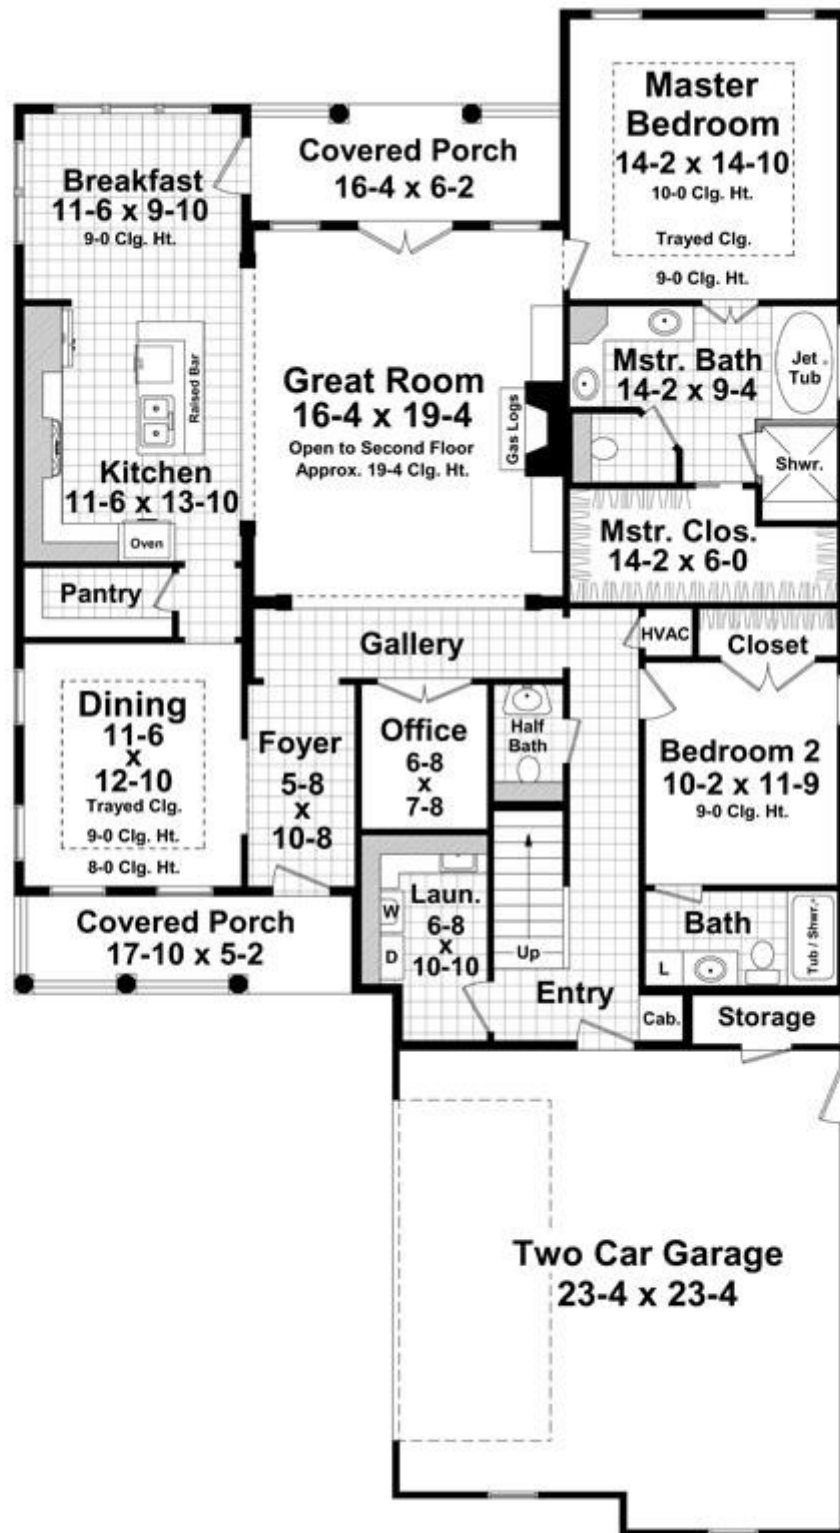 Master
Bedroom
14-2 x 14-10
10-0 Clg. Ht.
Trayed Clg.
9-0 Clg. Ht.
Covered Porch
16-4 x 6-2
Breakfast
11-6 x 9-10
9-0 Clg. Ht.
Great Room
16-4 x 19-4
Open to Second Floor
Approx. 19-4 Clg. Ht.
Gas Logs
Raised Bar
Kitchen
11-6 x 13-10
Oven
Pantry
Mstr. Bath
14-2 x 9-4
Jet
Tub
Shwr.
Mstr. Clos.
14-2 x 6-0
HVAC
Closet
Gallery
Dining
11-6
x
12-10
Trayed Clg.
9-0 Clg. Ht.
8-0 Clg. Ht.
Foyer
5-8
x
10-8
Office
6-8
x
7-8
Half
Bath
Bedroom 2
10-2 x 11-9
9-0 Clg. Ht.
Covered Porch
17-10 x 5-2
Laun.
6-8
x
10-10
W
D
Up
Entry
Bath
L
Tub / Shwr.
Cab.
Storage
Two Car Garage
23-4 x 23-4